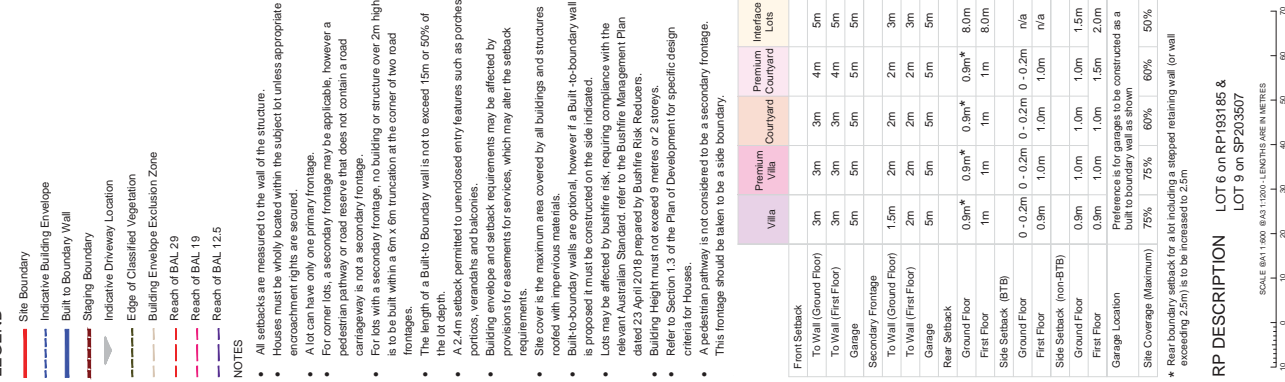 Site Boundary
Indicative Building Envelope
Built to Boundary Wall
Staging Boundary
Indicative Driveway Location
Edge of Classified Vegetation
Building Envelope Exclusion Zone
Reach of BAL 29
Reach of BAL 19
Reach of BAL 12.5
NOTES
• All setbacks are measured to the wall of the structure.
• Houses must be wholly located within the subject lot unless appropriate
encroachment rights are secured.
• A lot can have only one primary frontage.
• For corner lots, a secondary frontage may be applicable, however a
pedestrian pathway or road reserve that does not contain a road
carriageway is not a secondary frontage.
• For lots with a secondary frontage, no building or structure over 2m high
is to be built within a 6m x 6m truncation at the corner of two road
frontages.
• The length of a Built-to Boundary wall is not to exceed 15m or 50% of
the lot depth.
• A 2.4m setback permitted to unenclosed entry features such as porches,
porticos, verandahs and balconies.
• Building envelope and setback requirements may be affected by
provisions for easements for services, which may alter the setback
requirements.
• Site cover is the maximum area covered by all buildings and structures
roofed with impervious materials.
• Built-to-boundary walls are optional, however if a Built -to-boundary wall
is proposed it must be constructed on the side indicated.
• Lots may be affected by bushfire risk, requiring compliance with the
relevant Australian Standard. refer to the Bushfire Management Plan
dated 23 April 2018 prepared by Bushfire Risk Reducers.
• Building Height must not exceed 9 metres or 2 storeys.
• Refer to Section 1.3 of the Plan of Development for specific design
criteria for Houses.
• A pedestrian pathway is not considered to be a secondary frontage.
This frontage should be taken to be a side boundary.
Villa Premium Villa Courtyard Premium Courtyard Interface Lots
Front Setback
To Wall (Ground Floor) 3m 3m 3m 4m 5m
To Wall (First Floor) 3m 3m 3m 4m 5m
Garage 5m 5m 5m 5m 5m
Secondary Frontage
To Wall (Ground Floor) 1.5m 2m 2m 2m 3m
To Wall (First Floor) 2m 2m 2m 2m 3m
Garage 5m 5m 5m 5m 5m
Rear Setback
Ground Floor 0.9m* 0.9m* 0.9m* 0.9m* 8.0m
First Floor 1m 1m 1m 1m 8.0m
Side Setback (BTB)
Ground Floor 0 - 0.2m 0 - 0.2m 0 - 0.2m 0 - 0.2m n/a
First Floor 0.9m 1.0m 1.0m 1.0m n/a
Side Setback (non-BTB)
Ground Floor 0.9m 1.0m 1.0m 1.0m 1.5m
First Floor 0.9m 1.0m 1.0m 1.5m 2.0m
Garage Location Preference is for garages to be constructed as a
built to boundary wall as shown
Site Coverage (Maximum) 75% 75% 60% 60% 50%
* Rear boundary setback for a lot including a stepped retaining wall (or wall
exceeding 2.5m) is to be increased to 2.5m
RP DESCRIPTION LOT 6 on RP193185 &
LOT 9 on SP203507
SCALE @A1 1:600 @A3 1:1200 - LENGTHS ARE IN METRES
10 0 10 20 30 40 50 60 70